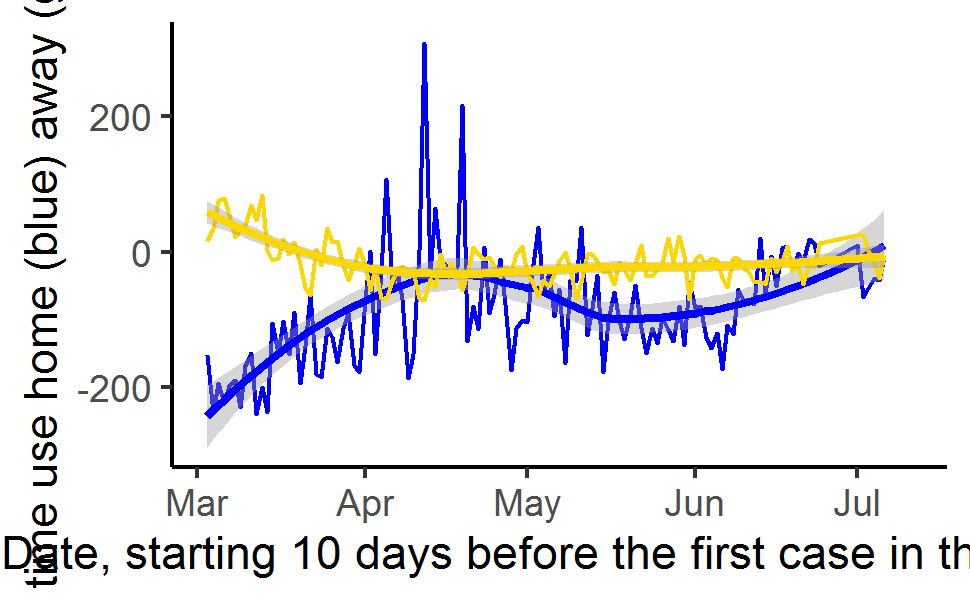 time use home (blue) away (
200
0
-200
Mar Apr May Jun Jul
Date, starting 10 days before the first case in th